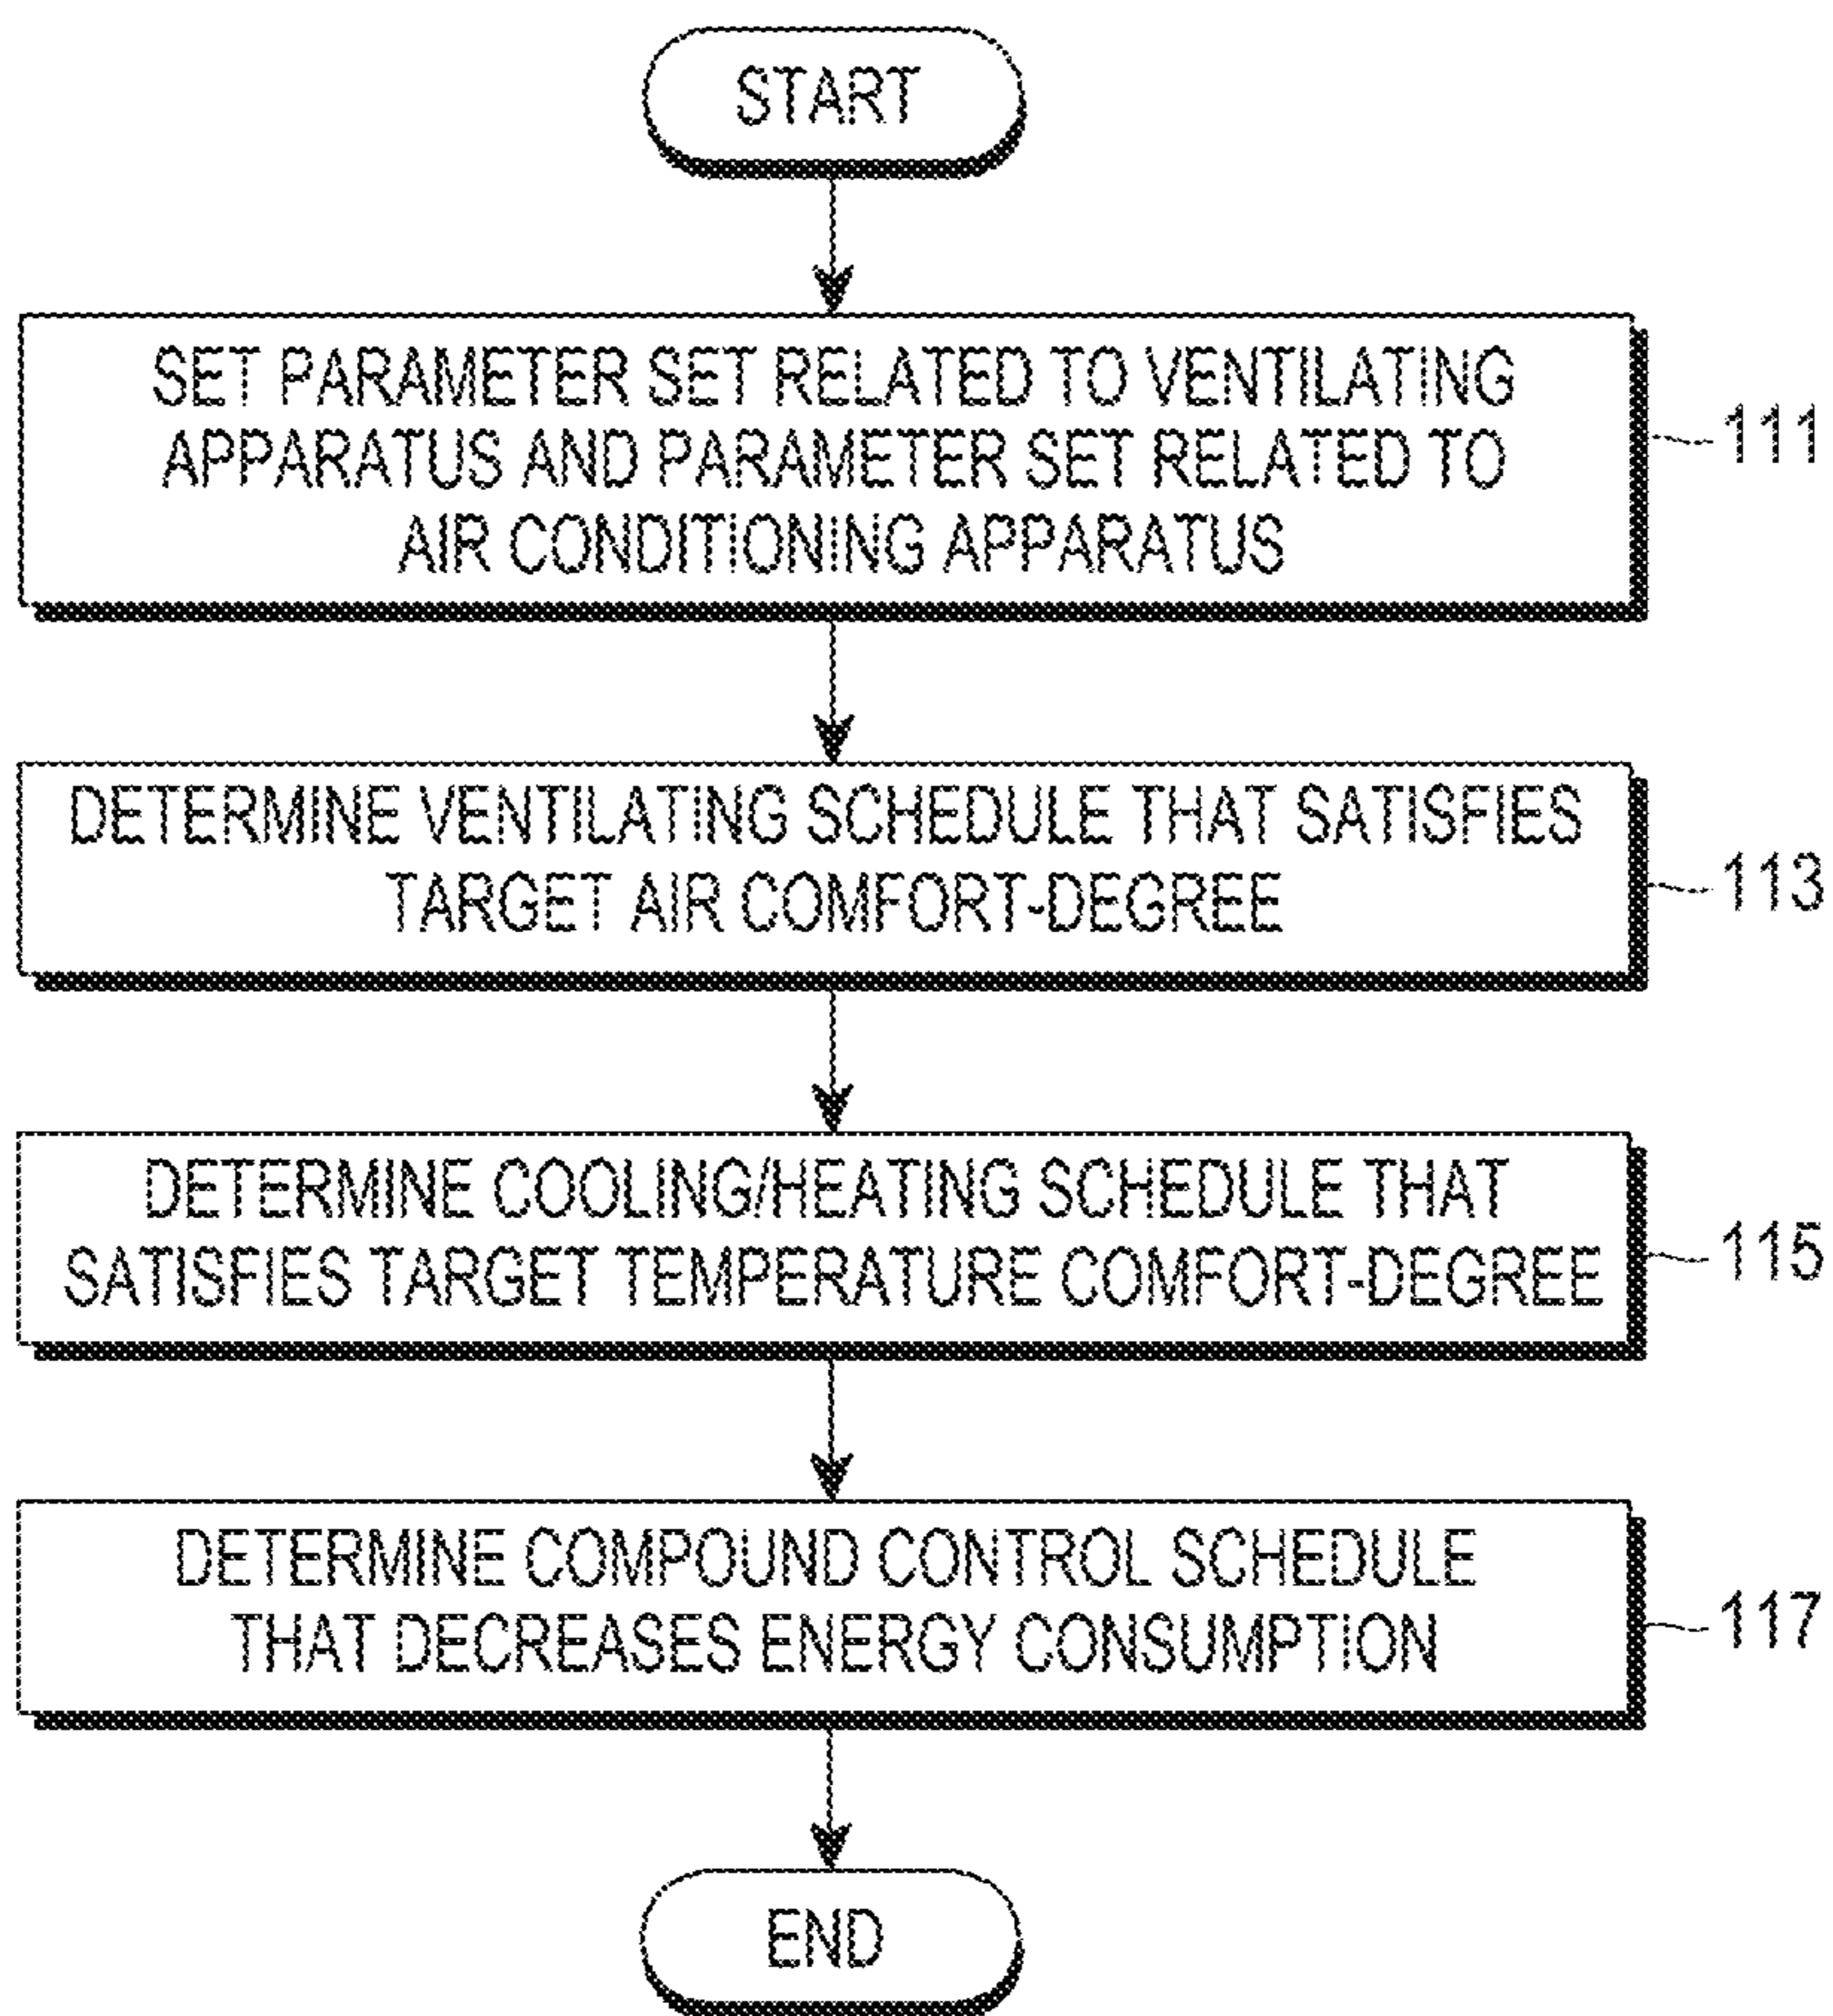 START
SET PARAMETER SET RELATED TO VENTILATING
APPARATUS AND PARAMETER SET RELATED TO
AIR CONDITIONING APPARATUS
111
DETERMINE VENTILATING SCHEDULE THAT SATISFIES
TARGET AIR COMFORT-DEGREE
113
DETERMINE COOLING/HEATING SCHEDULE THAT
SATISFIES TARGET TEMPERATURE COMFORT-DEGREE
115
DETERMINE COMPOUND CONTROL SCHEDULE
THAT DECREASES ENERGY CONSUMPTION
117
END